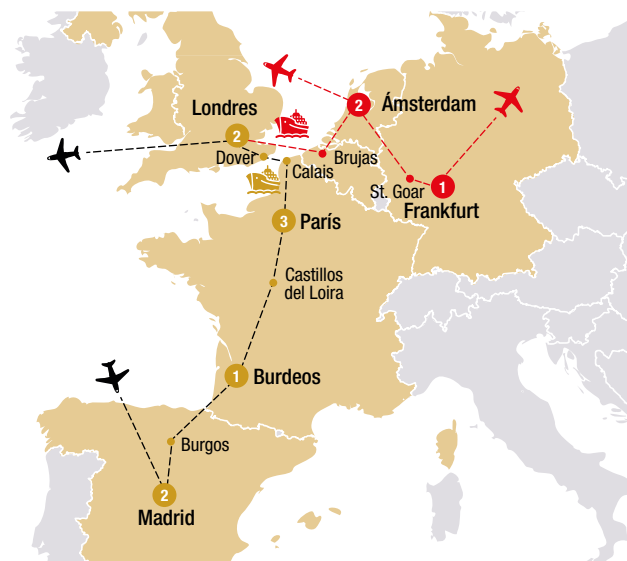 Londres
2
Dover
Calais
Brujas
2
Ámsterdam
St. Goar
1
Frankfurt
3
París
Castillos
del Loira
1
Burdeos
Burgos
2
Madrid